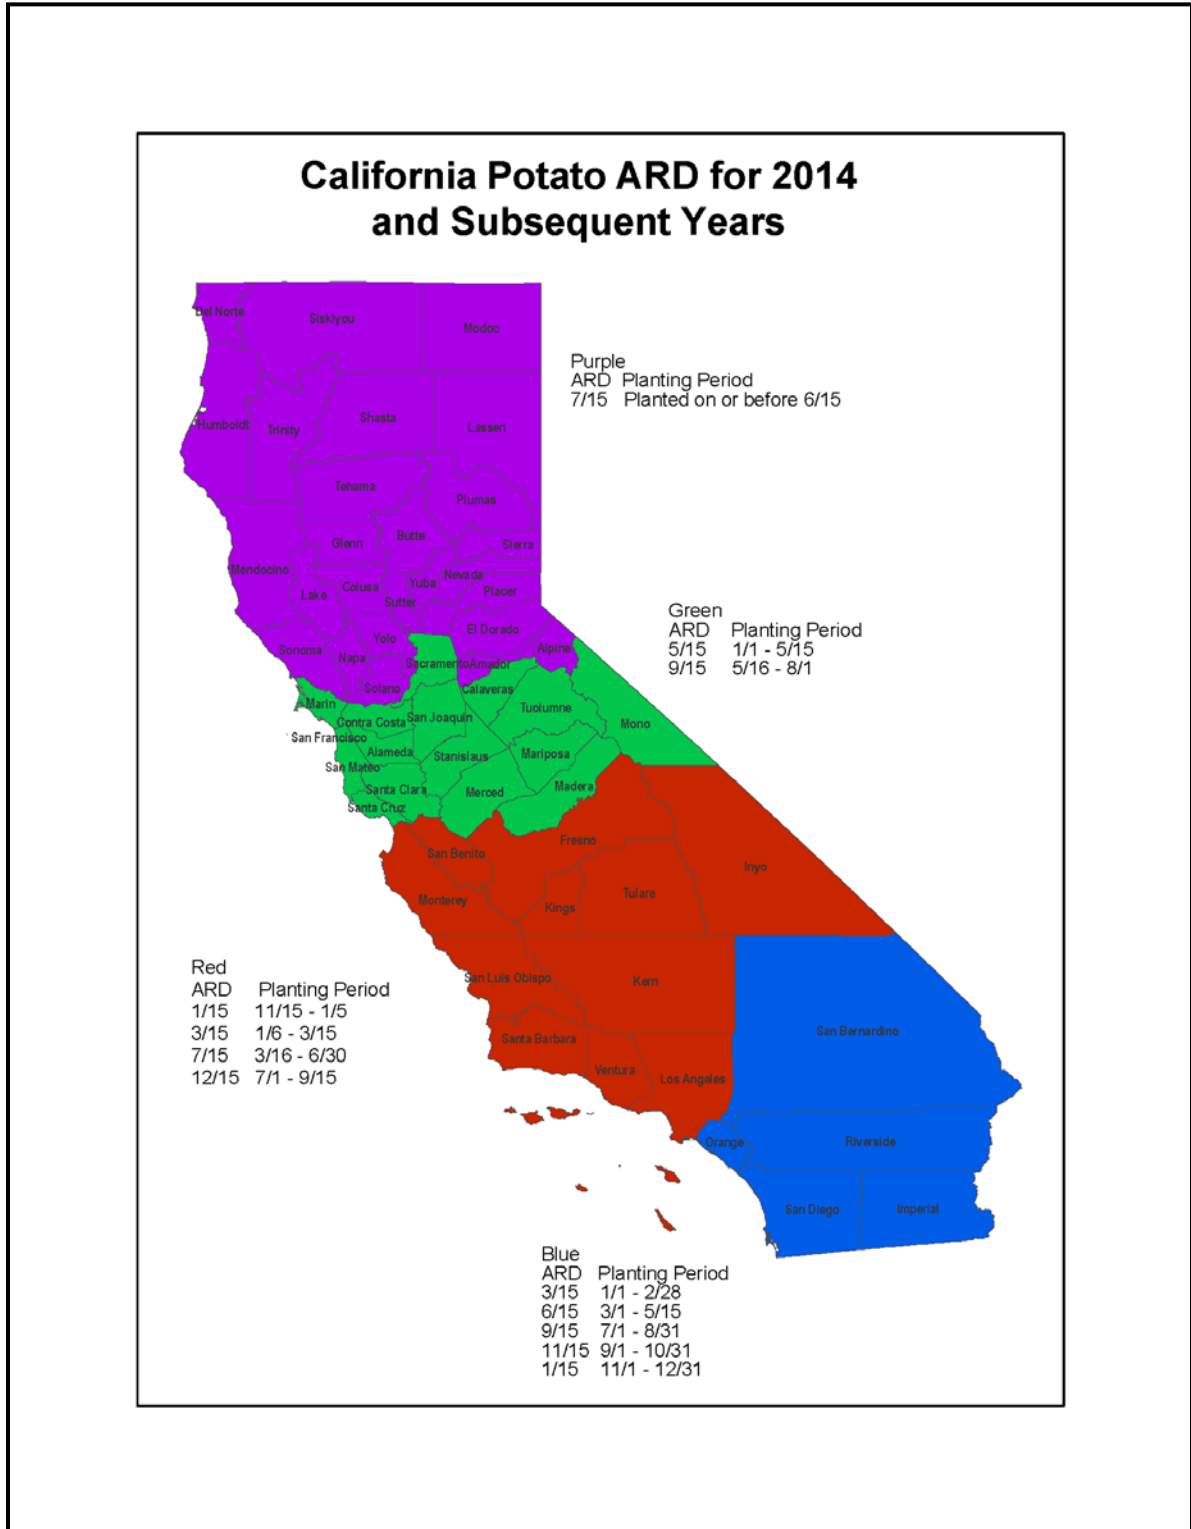 California Potato ARD for 2014
and Subsequent Years
Del Norte
Siskiyou
Modoc
Purple
ARD Planting Period
7/15 Planted on or before 6/15
Humboldt
Trinity
Shasta
Lassen
Tehama
Plumas
Glenn
Butte
Sierra
Mendocino
Lake
Colusa
Sutter
Yuba
Nevada
Placer
Green
ARD Planting Period
5/15 1/1 - 5/15
9/15 5/16 - 8/1
Sonoma
Napa
Yolo
El Dorado
Alpine
Solano
Sacramento
Amador
Calaveras
Marin
Contra Costa
San Joaquin
Tuolumne
Mono
San Francisco
Alameda
Stanislaus
Mariposa
San Mateo
Santa Clara
Merced
Madera
Santa Cruz
San Benito
Fresno
Inyo
Monterey
Kings
Tulare
Red
ARD Planting Period
1/15 11/15 - 1/5
3/15 1/6 - 3/15
7/15 3/16 - 6/30
12/15 7/1 - 9/15
San Luis Obispo
Kern
San Bernardino
Santa Barbara
Ventura
Los Angeles
Orange
Riverside
San Diego
Imperial
Blue
ARD Planting Period
3/15 1/1 - 2/28
6/15 3/1 - 5/15
9/15 7/1 - 8/31
11/15 9/1 - 10/31
1/15 11/1 - 12/31